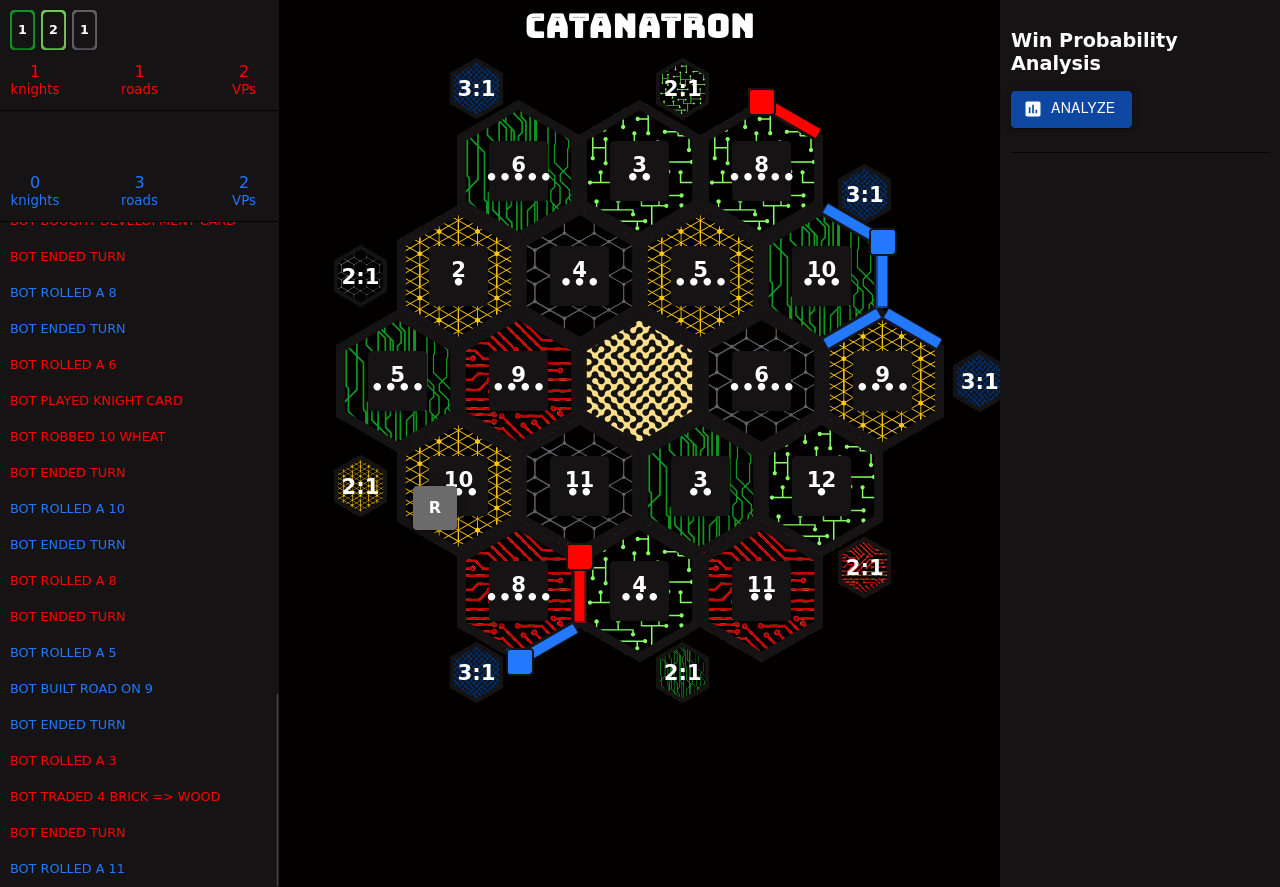 1 2 1
1 1 2
knights roads VPs
0 3 2
knights roads VPs
BOT BOUGHT DEVELOPMENT CARD
BOT ENDED TURN
BOT ROLLED A 8
BOT ENDED TURN
BOT ROLLED A 6
BOT PLAYED KNIGHT CARD
BOT ROBBED 10 WHEAT
BOT ENDED TURN
BOT ROLLED A 10
BOT ENDED TURN
BOT ROLLED A 8
BOT ENDED TURN
BOT ROLLED A 5
BOT BUILT ROAD ON 9
BOT ENDED TURN
BOT ROLLED A 3
BOT TRADED 4 BRICK => WOOD
BOT ENDED TURN
BOT ROLLED A 11
CATANATRON
3:1 2:1
6 3 8
3:1
2:1 2 4 5 10
5 9 6 9 3:1
2:1 10 11 3 12
R
8 4 11 2:1
3:1 2:1
Win Probability
Analysis
ANALYZE